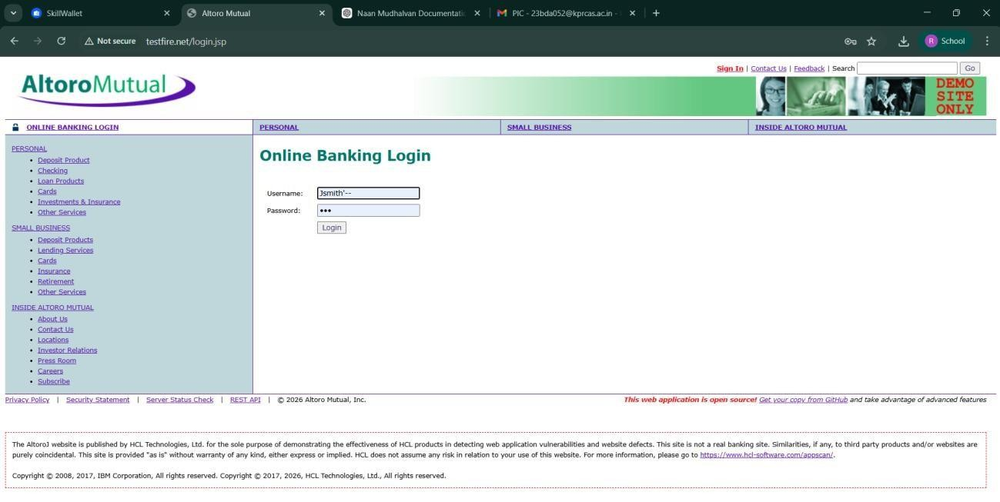 SkillWallet
Altoro Mutual
Naan Mudhalvan Documentatic
PIC - 23bda052@kprcas.ac.in -
Not secure testfire.net/login.jsp
R School
Sign In | Contact Us | Feedback | Search Go
AltoroMutual
DEMO
SITE
ONLY
ONLINE BANKING LOGIN PERSONAL SMALL BUSINESS INSIDE ALTORO MUTUAL
PERSONAL
Deposit Product
Checking
Loan Products
Cards
Investments & Insurance
Other Services
SMALL BUSINESS
Deposit Products
Lending Services
Cards
Insurance
Retirement
Other Services
INSIDE ALTORO MUTUAL
About Us
Contact Us
Locations
Investor Relations
Press Room
Careers
Subscribe
Online Banking Login
Username: Jsmith'--
Password: •••
Login
Privacy Policy | Security Statement | Server Status Check | REST API | © 2026 Altoro Mutual, Inc.
This web application is open source! Get your copy from GitHub and take advantage of advanced features
The AltoroJ website is published by HCL Technologies, Ltd. for the sole purpose of demonstrating the effectiveness of HCL products in detecting web application vulnerabilities and website defects. This site is not a real banking site. Similarities, if any, to third party products and/or websites are
purely coincidental. This site is provided "as is" without warranty of any kind, either express or implied. HCL does not assume any risk in relation to your use of this website. For more information, please go to https://www.hcl-software.com/appscan/.
Copyright © 2008, 2017, IBM Corporation, All rights reserved. Copyright © 2017, 2026, HCL Technologies, Ltd., All rights reserved.